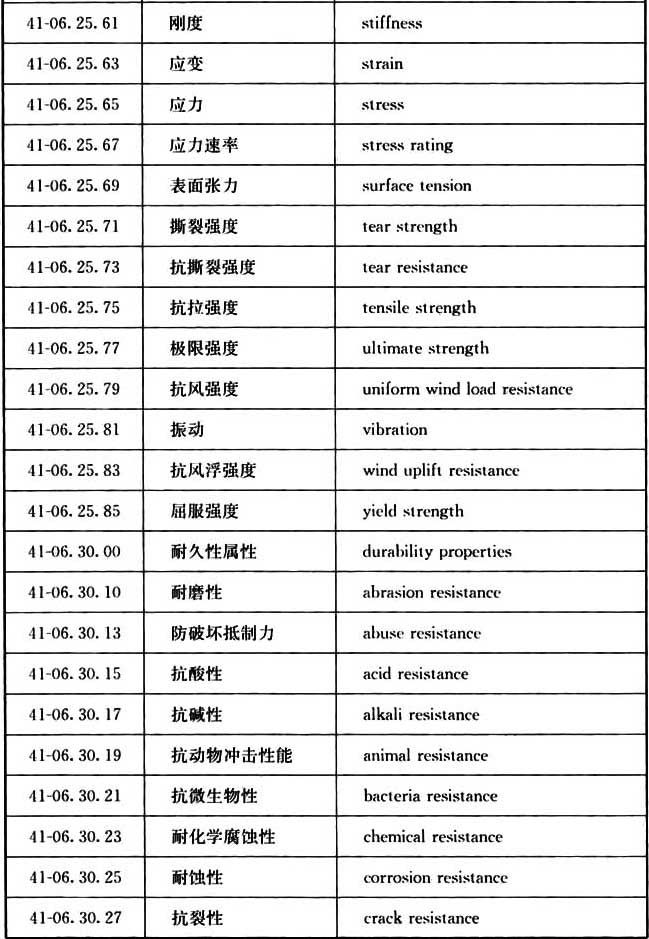 41-06.25.61 刚度 stiffness
41-06.25.63 应变 strain
41-06.25.65 应力 stress
41-06.25.67 应力速率 stress rating
41-06.25.69 表面张力 surface tension
41-06.25.71 撕裂强度 tear strength
41-06.25.73 抗撕裂强度 tear resistance
41-06.25.75 抗拉强度 tensile strength
41-06.25.77 极限强度 ultimate strength
41-06.25.79 抗风强度 uniform wind load resistance
41-06.25.81 振动 vibration
41-06.25.83 抗风浮强度 wind uplift resistance
41-06.25.85 屈服强度 yield strength
41-06.30.00 耐久性属性 durability properties
41-06.30.10 耐磨性 abrasion resistance
41-06.30.13 防破坏抵制力 abuse resistance
41-06.30.15 抗酸性 acid resistance
41-06.30.17 抗碱性 alkali resistance
41-06.30.19 抗动物冲击性能 animal resistance
41-06.30.21 抗微生物性 bacteria resistance
41-06.30.23 耐化学腐蚀性 chemical resistance
41-06.30.25 耐蚀性 corrosion resistance
41-06.30.27 抗裂性 crack resistance